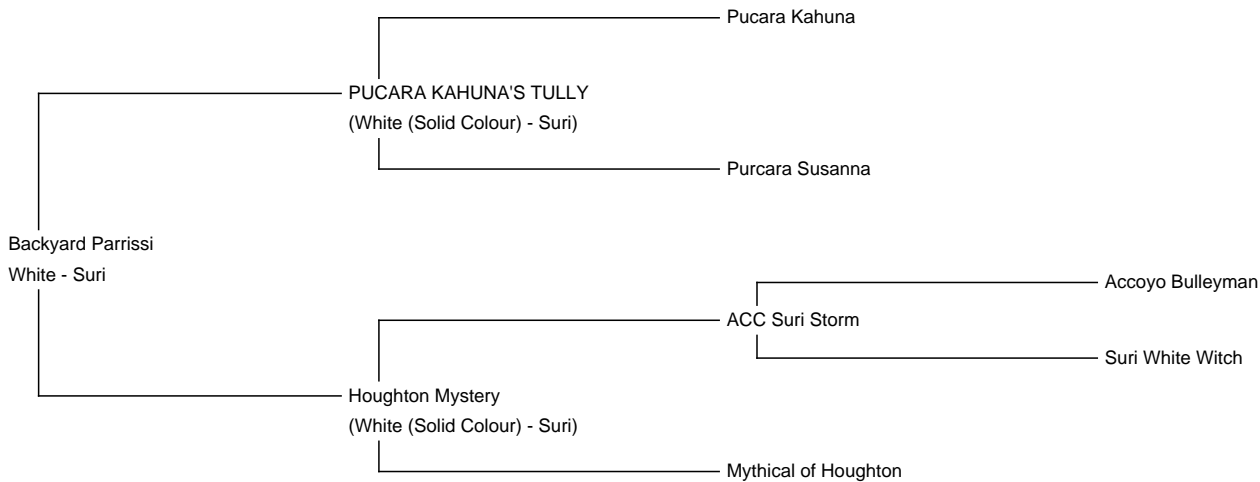 Pucara Kahuna
PUCARA KAHUNA'S TULLY
(White (Solid Colour) - Suri)
Purcara Susanna
Backyard Parrissi
White - Suri
Accoyo Bulleyman
ACC Suri Storm
Suri White Witch
Houghton Mystery
(White (Solid Colour) - Suri)
Mythical of Houghton